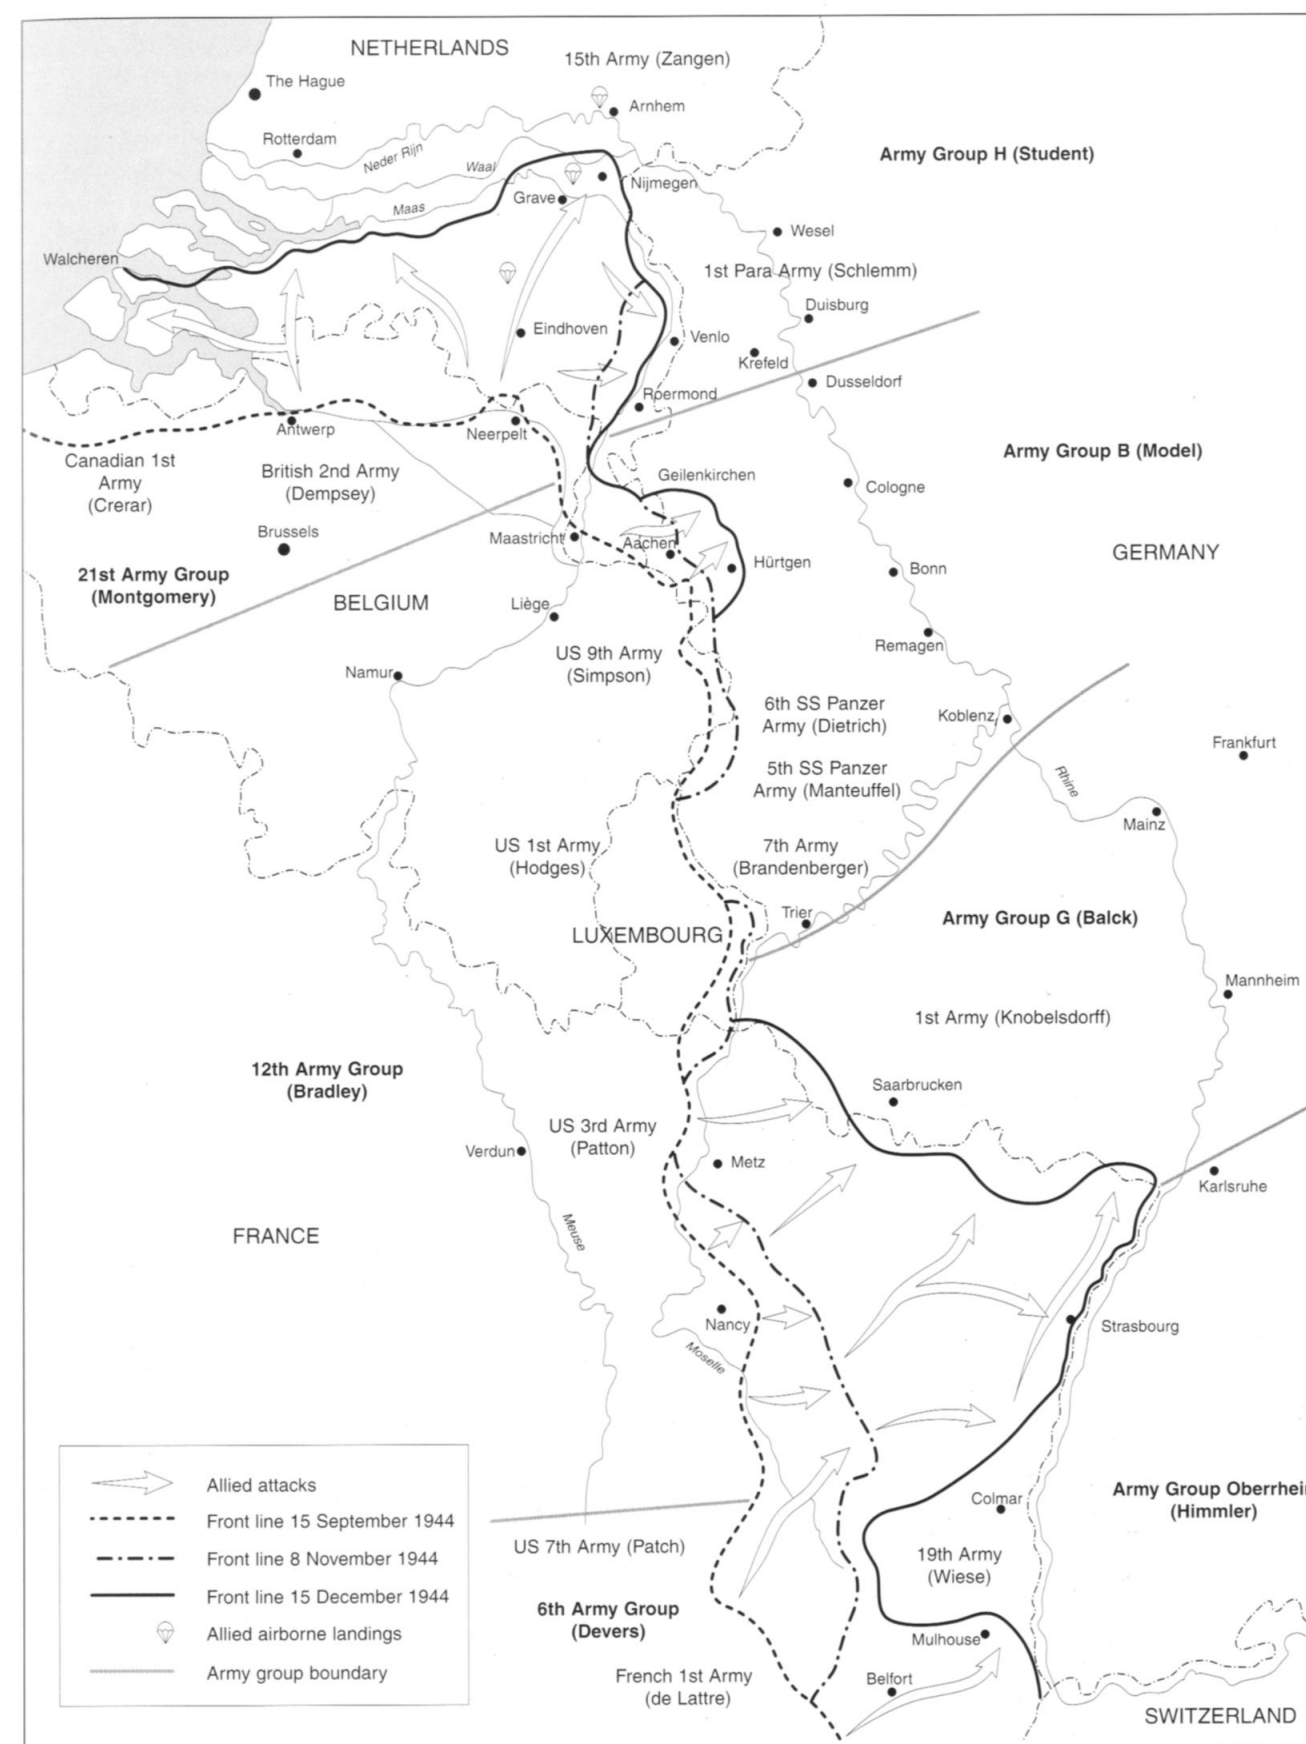 NETHERLANDS
15th Army (Zangen)
The Hague
Arnhem
Rotterdam
Neder Rijn
Waal
Army Group H (Student)
Nijmegen
Grave
Maas
Wesel
Walcheren
1st Para Army (Schlemm)
Duisburg
Eindhoven
Venlo
Krefeld
Dusseldorf
Roermond
Antwerp
Neerpelt
Army Group B (Model)
Canadian 1st
Army
(Crerar)
British 2nd Army
(Dempsey)
Geilenkirchen
Cologne
Brussels
Maastricht
Aachen
Hürtgen
GERMANY
21st Army Group
(Montgomery)
BELGIUM
Liège
Bonn
Remagen
US 9th Army
(Simpson)
Namur
6th SS Panzer
Army (Dietrich)
Koblenz
Frankfurt
5th SS Panzer
Army (Manteuffel)
Rhine
Mainz
US 1st Army
(Hodges)
7th Army
(Brandenberger)
Trier
LUXEMBOURG
Army Group G (Balck)
Mannheim
1st Army (Knobelsdorff)
12th Army Group
(Bradley)
Saarbrucken
US 3rd Army
(Patton)
Verdun
Metz
Karlsruhe
Meuse
FRANCE
Nancy
Strasbourg
Moselle
Allied attacks
Front line 15 September 1944
Front line 8 November 1944
Front line 15 December 1944
Allied airborne landings
Army group boundary
Colmar
Army Group Oberrhein
(Himmler)
US 7th Army (Patch)
19th Army
(Wiese)
6th Army Group
(Devers)
Mulhouse
French 1st Army
(de Lattre)
Belfort
SWITZERLAND